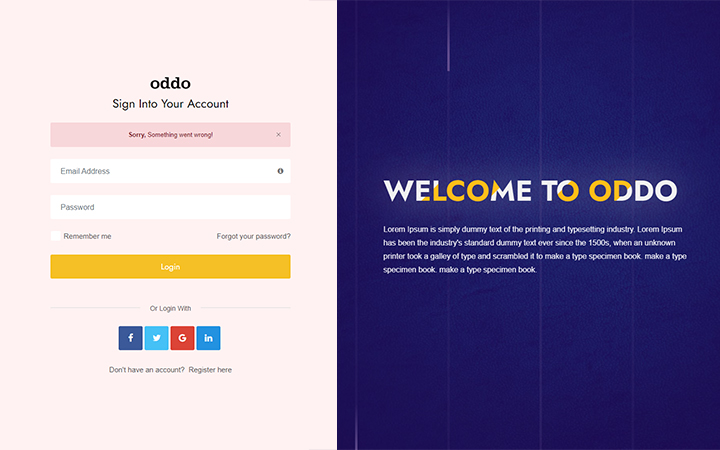 oddo
Sign Into Your Account
Sorry, Something went wrong! ×
Email Address
Password
Remember me Forgot your password?
Login
Or Login With
f G in
Don't have an account? Register here
WELCOME TO ODDO
Lorem Ipsum is simply dummy text of the printing and typesetting industry. Lorem Ipsum
has been the industry's standard dummy text ever since the 1500s, when an unknown
printer took a galley of type and scrambled it to make a type specimen book. make a type
specimen book. make a type specimen book.